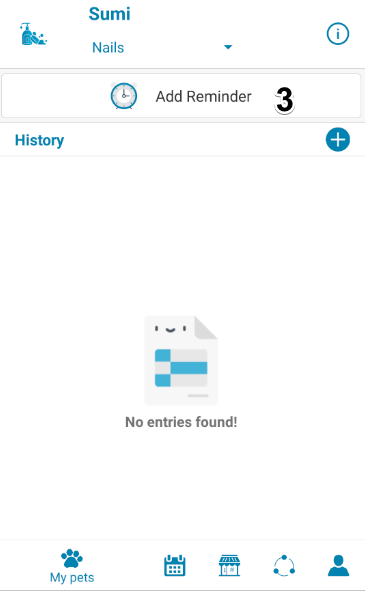 Sumi
Nails
Add Reminder 3
History
No entries found!
My pets